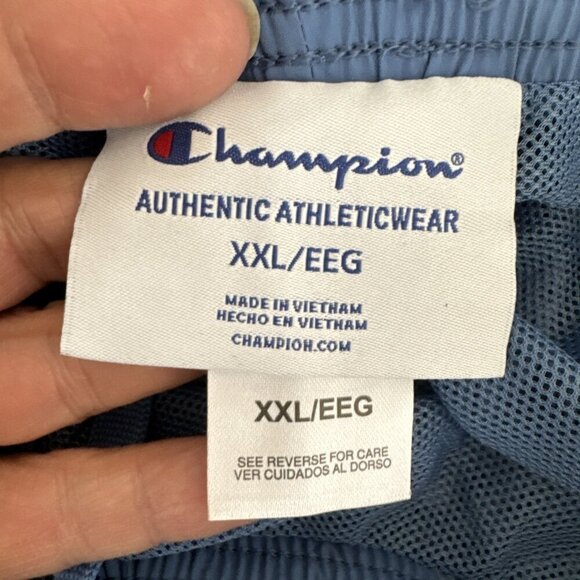 Champion®
AUTHENTIC ATHLETICWEAR
XXL/EEG
MADE IN VIETNAM
HECHO EN VIETNAM
CHAMPION.COM
XXL/EEG
SEE REVERSE FOR CARE
VER CUIDADOS AL DORSO